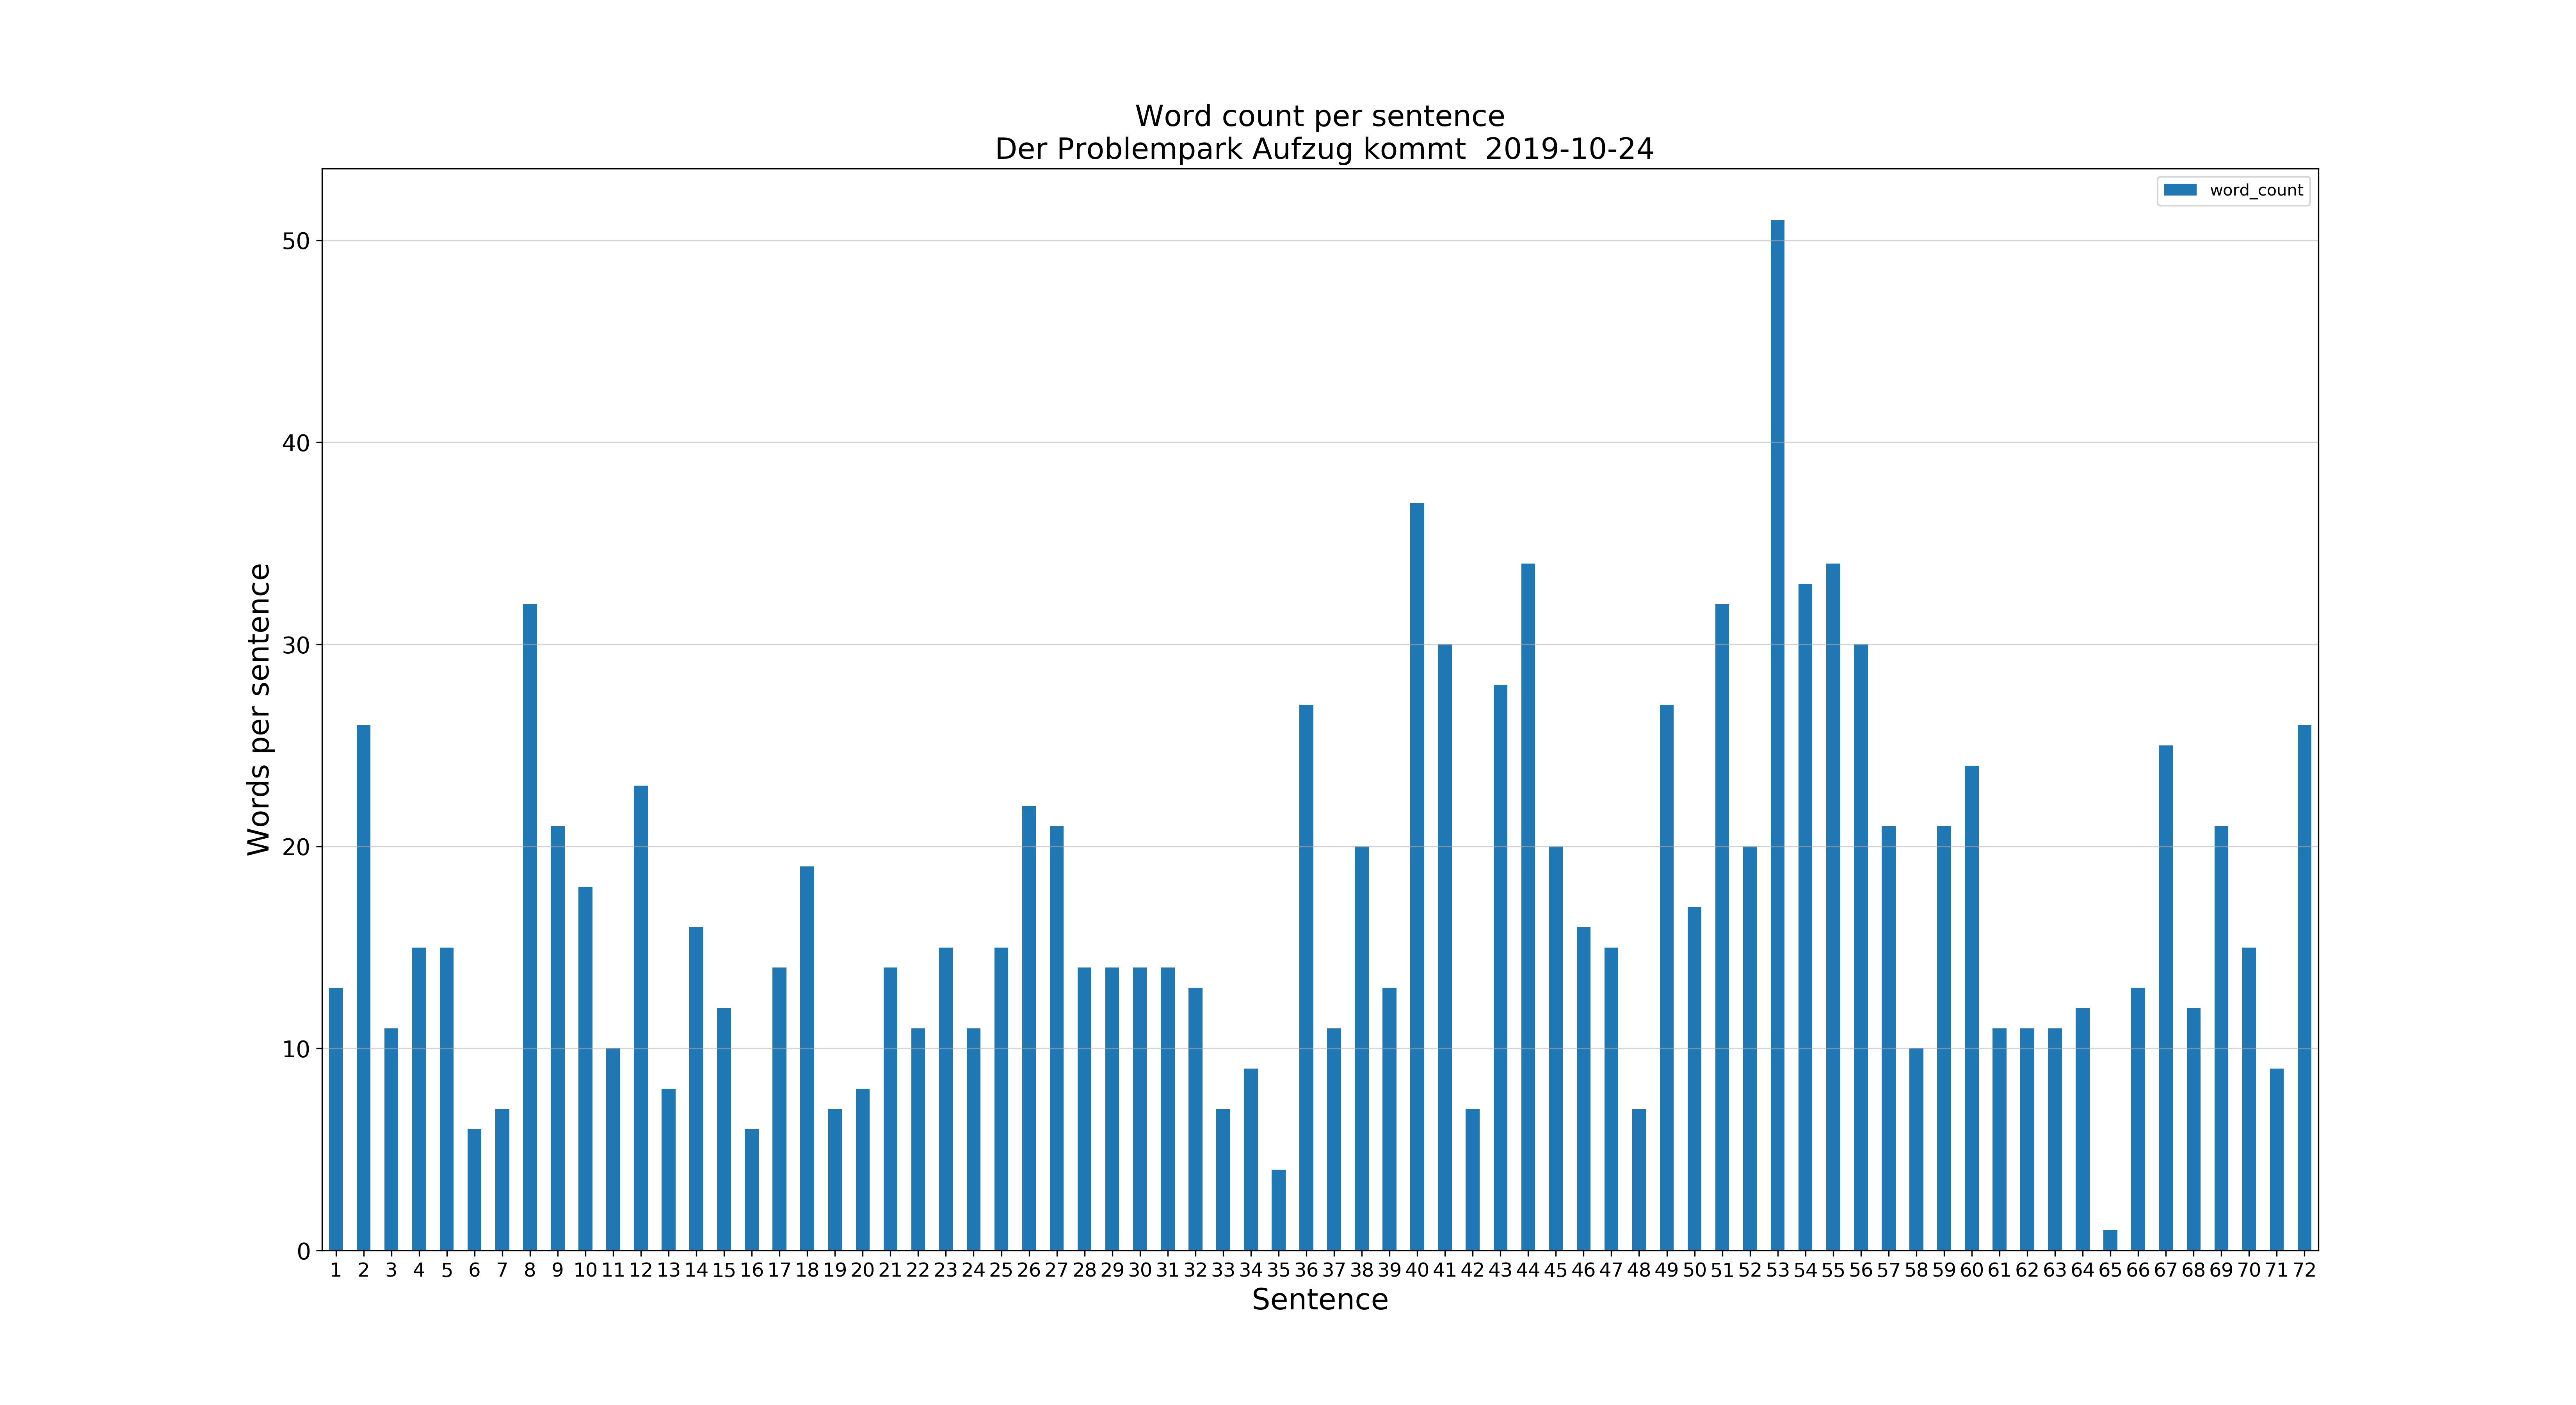 Word count per sentence
Der Problempark Aufzug kommt  2019-10-24
word_count
50
40
30
20
10
0
Words per sentence
1 2 3 4 5 6 7 8 9 10 11 12 13 14 15 16 17 18 19 20 21 22 23 24 25 26 27 28 29 30 31 32 33 34 35 36 37 38 39 40 41 42 43 44 45 46 47 48 49 50 51 52 53 54 55 56 57 58 59 60 61 62 63 64 65 66 67 68 69 70 71 72
Sentence